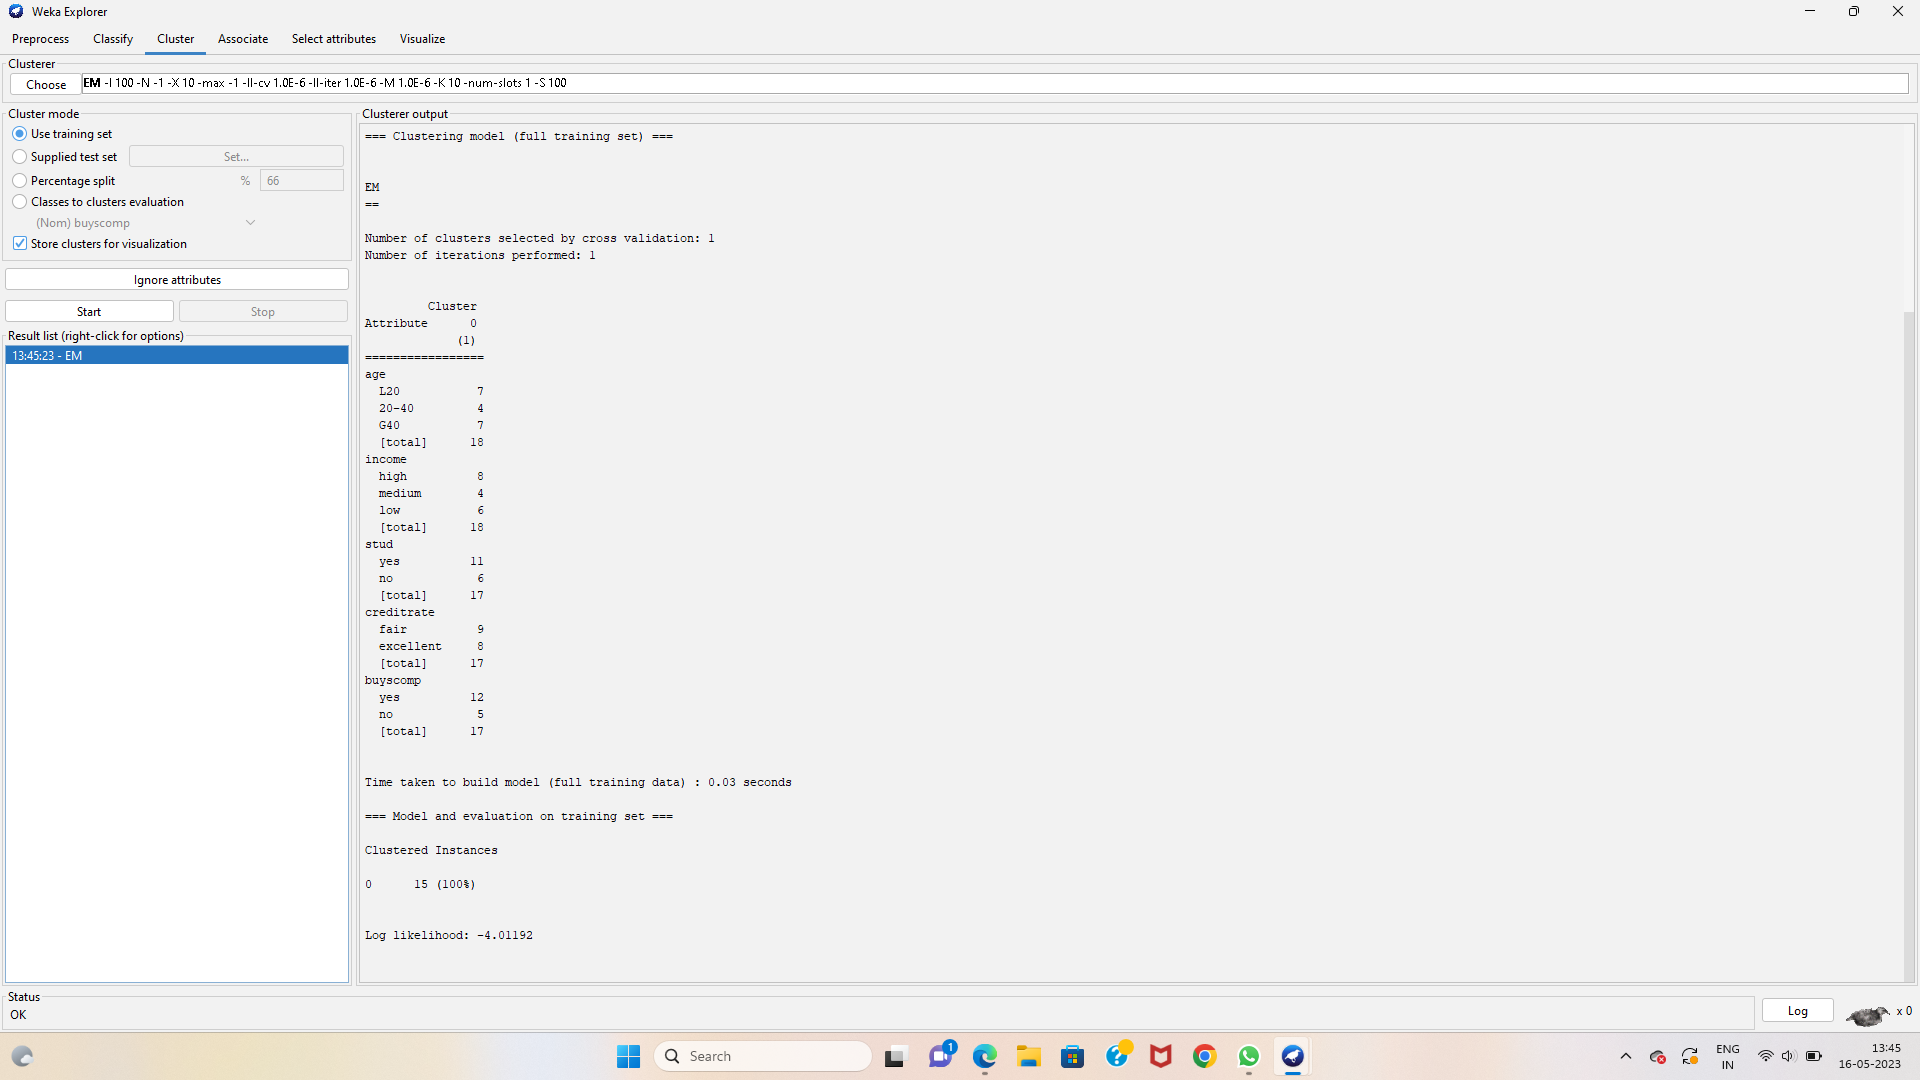 Weka Explorer
Preprocess Classify Cluster Associate Select attributes Visualize
Clusterer
Choose EM -I 100 -N -1 -X 10 -max -1 -ll-cv 1.0E-6 -ll-iter 1.0E-6 -M 1.0E-6 -K 10 -num-slots 1 -S 100
Cluster mode
Use training set
Supplied test set Set...
Percentage split % 66
Classes to clusters evaluation
(Nom) buyscomp
Store clusters for visualization
Ignore attributes
Start Stop
Result list (right-click for options)
13:45:23 - EM
Clusterer output
=== Clustering model (full training set) ===
EM
==
Number of clusters selected by cross validation: 1
Number of iterations performed: 1
Cluster
Attribute 0
(1)
=================
age
L20 7
20-40 4
G40 7
[total] 18
income
high 8
medium 4
low 6
[total] 18
stud
yes 11
no 6
[total] 17
creditrate
fair 9
excellent 8
[total] 17
buyscomp
yes 12
no 5
[total] 17
Time taken to build model (full training data) : 0.03 seconds
=== Model and evaluation on training set ===
Clustered Instances
0 15 (100%)
Log likelihood: -4.01192
Status
OK
Log x 0
1
Search
ENG
IN
13:45
16-05-2023